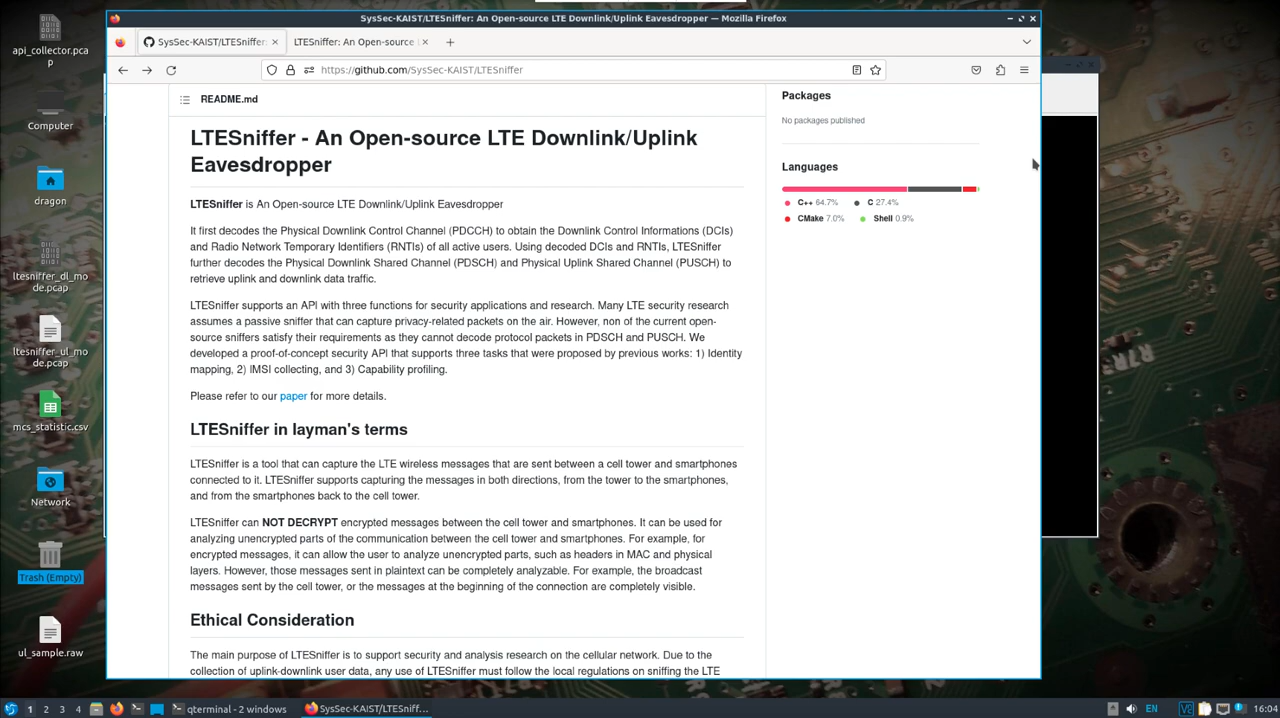 SysSec-KAIST/LTESniffer: An Open-source LTE Downlink/Uplink Eavesdropper — Mozilla Firefox
SysSec-KAIST/LTESniffer:
LTESniffer: An Open-source
https://github.com/SysSec-KAIST/LTESniffer
README.md
LTESniffer - An Open-source LTE Downlink/Uplink
Eavesdropper
LTESniffer is An Open-source LTE Downlink/Uplink Eavesdropper
It first decodes the Physical Downlink Control Channel (PDCCH) to obtain the Downlink Control Informations (DCIs)
and Radio Network Temporary Identifiers (RNTIs) of all active users. Using decoded DCIs and RNTIs, LTESniffer
further decodes the Physical Downlink Shared Channel (PDSCH) and Physical Uplink Shared Channel (PUSCH) to
retrieve uplink and downlink data traffic.
LTESniffer supports an API with three functions for security applications and research. Many LTE security research
assumes a passive sniffer that can capture privacy-related packets on the air. However, non of the current open-
source sniffers satisfy their requirements as they cannot decode protocol packets in PDSCH and PUSCH. We
developed a proof-of-concept security API that supports three tasks that were proposed by previous works: 1) Identity
mapping, 2) IMSI collecting, and 3) Capability profiling.
Please refer to our paper for more details.
LTESniffer in layman's terms
LTESniffer is a tool that can capture the LTE wireless messages that are sent between a cell tower and smartphones
connected to it. LTESniffer supports capturing the messages in both directions, from the tower to the smartphones,
and from the smartphones back to the cell tower.
LTESniffer can NOT DECRYPT encrypted messages between the cell tower and smartphones. It can be used for
analyzing unencrypted parts of the communication between the cell tower and smartphones. For example, for
encrypted messages, it can allow the user to analyze unencrypted parts, such as headers in MAC and physical
layers. However, those messages sent in plaintext can be completely analyzable. For example, the broadcast
messages sent by the cell tower, or the messages at the beginning of the connection are completely visible.
Ethical Consideration
The main purpose of LTESniffer is to support security and analysis research on the cellular network. Due to the
collection of uplink-downlink user data, any use of LTESniffer must follow the local regulations on sniffing the LTE
Packages
No packages published
Languages
C++ 64.7%
C 27.4%
CMake 7.0%
Shell 0.9%
api_collector.pca
p
Computer
dragon
ltesniffer_dl_mo
de.pcap
ltesniffer_ul_mo
de.pcap
mcs_statistic.csv
Network
Trash (Empty)
ul_sample.raw
1 2 3 4
qterminal - 2 windows
SysSec-KAIST/LTESniff...
EN
16:04